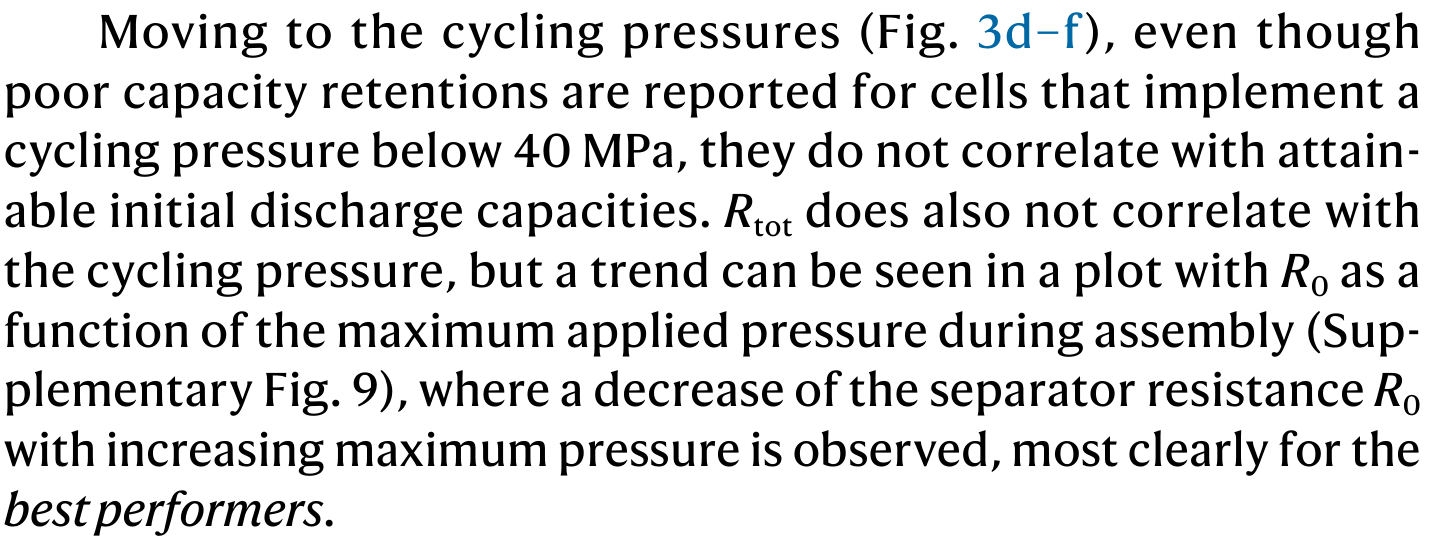 Moving to the cycling pressures (Fig. 3d–f), even though
poor capacity retentions are reported for cells that implement a
cycling pressure below 40 MPa, they do not correlate with attain-
able initial discharge capacities. Rtot does also not correlate with
the cycling pressure, but a trend can be seen in a plot with R0 as a
function of the maximum applied pressure during assembly (Sup-
plementary Fig. 9), where a decrease of the separator resistance R0
with increasing maximum pressure is observed, most clearly for the
best performers.